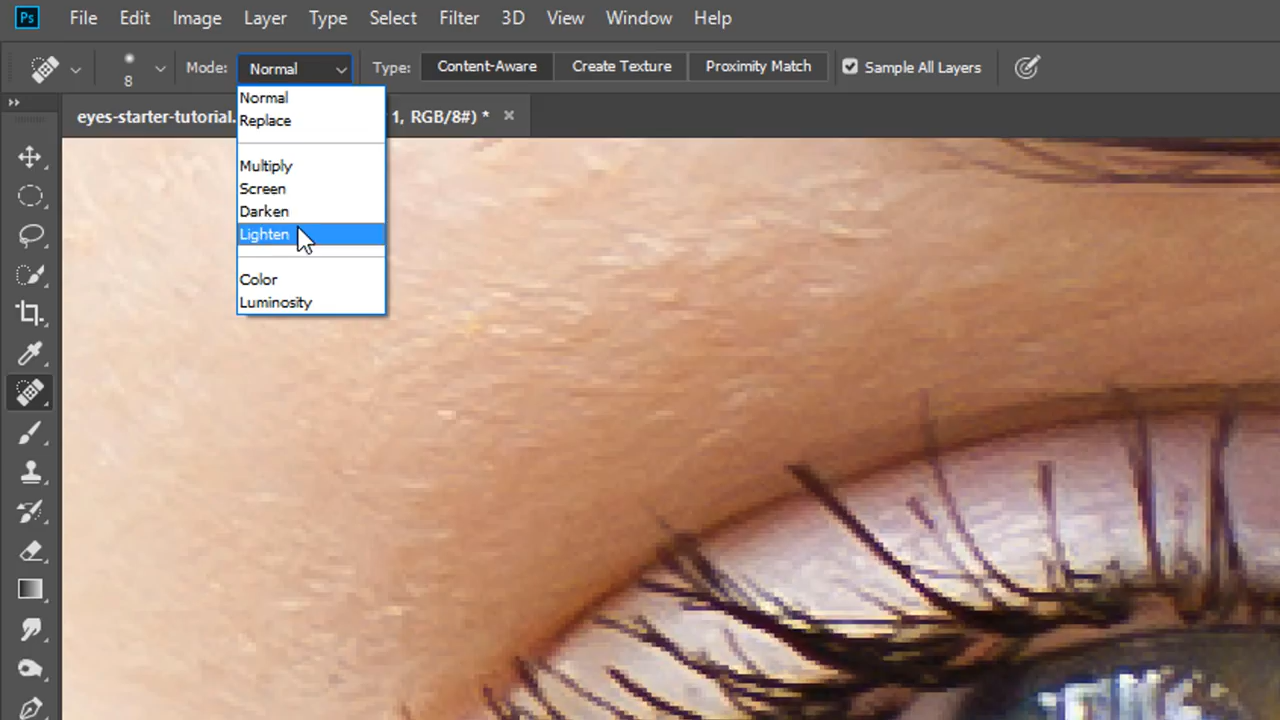 Ps File Edit Image Layer Type Select Filter 3D View Window Help
8 Mode: Normal Type: Content-Aware Create Texture Proximity Match Sample All Layers
eyes-starter-tutorial. 1, RGB/8#) * ×
Normal
Replace
Multiply
Screen
Darken
Lighten
Color
Luminosity